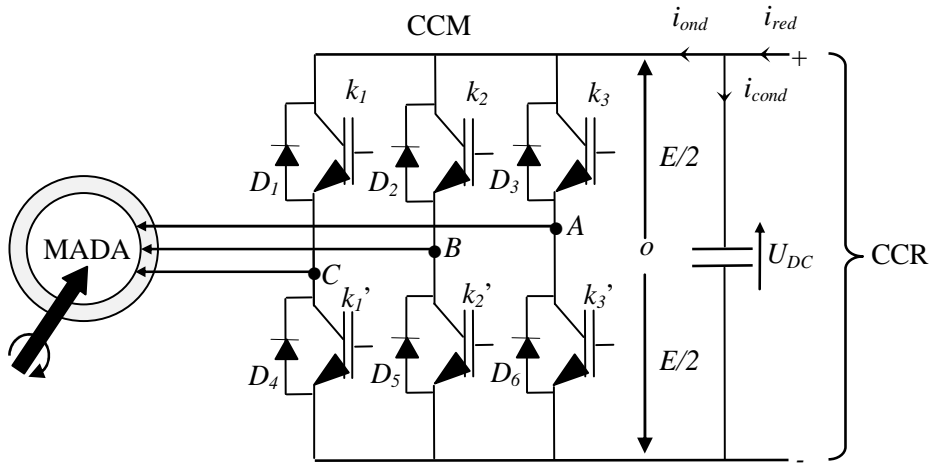 CCM
i_ond
i_red
+
k_1
k_2
k_3
i_cond
D_1
D_2
D_3
E/2
A
MADA
B
o
U_DC
CCR
C
k_1’
k_2’
k_3’
D_4
D_5
D_6
E/2
-